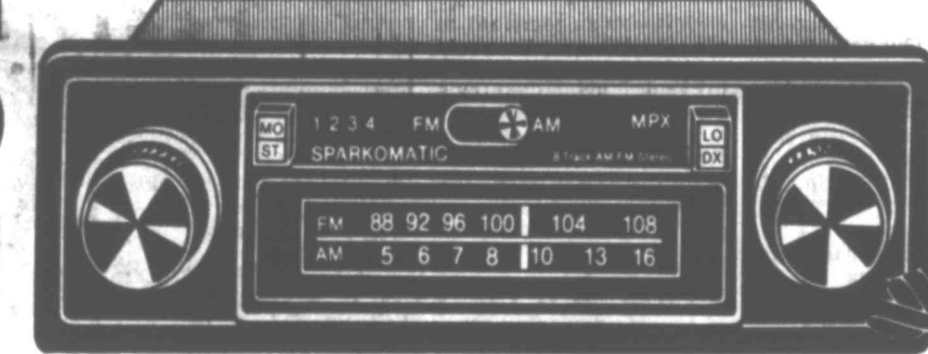 MO
ST
1 2 3 4 FM AM MPX
LO
DX
SPARKOMATIC 8 Track AM FM Stereo
FM 88 92 96 100 104 108
AM 5 6 7 8 10 13 16